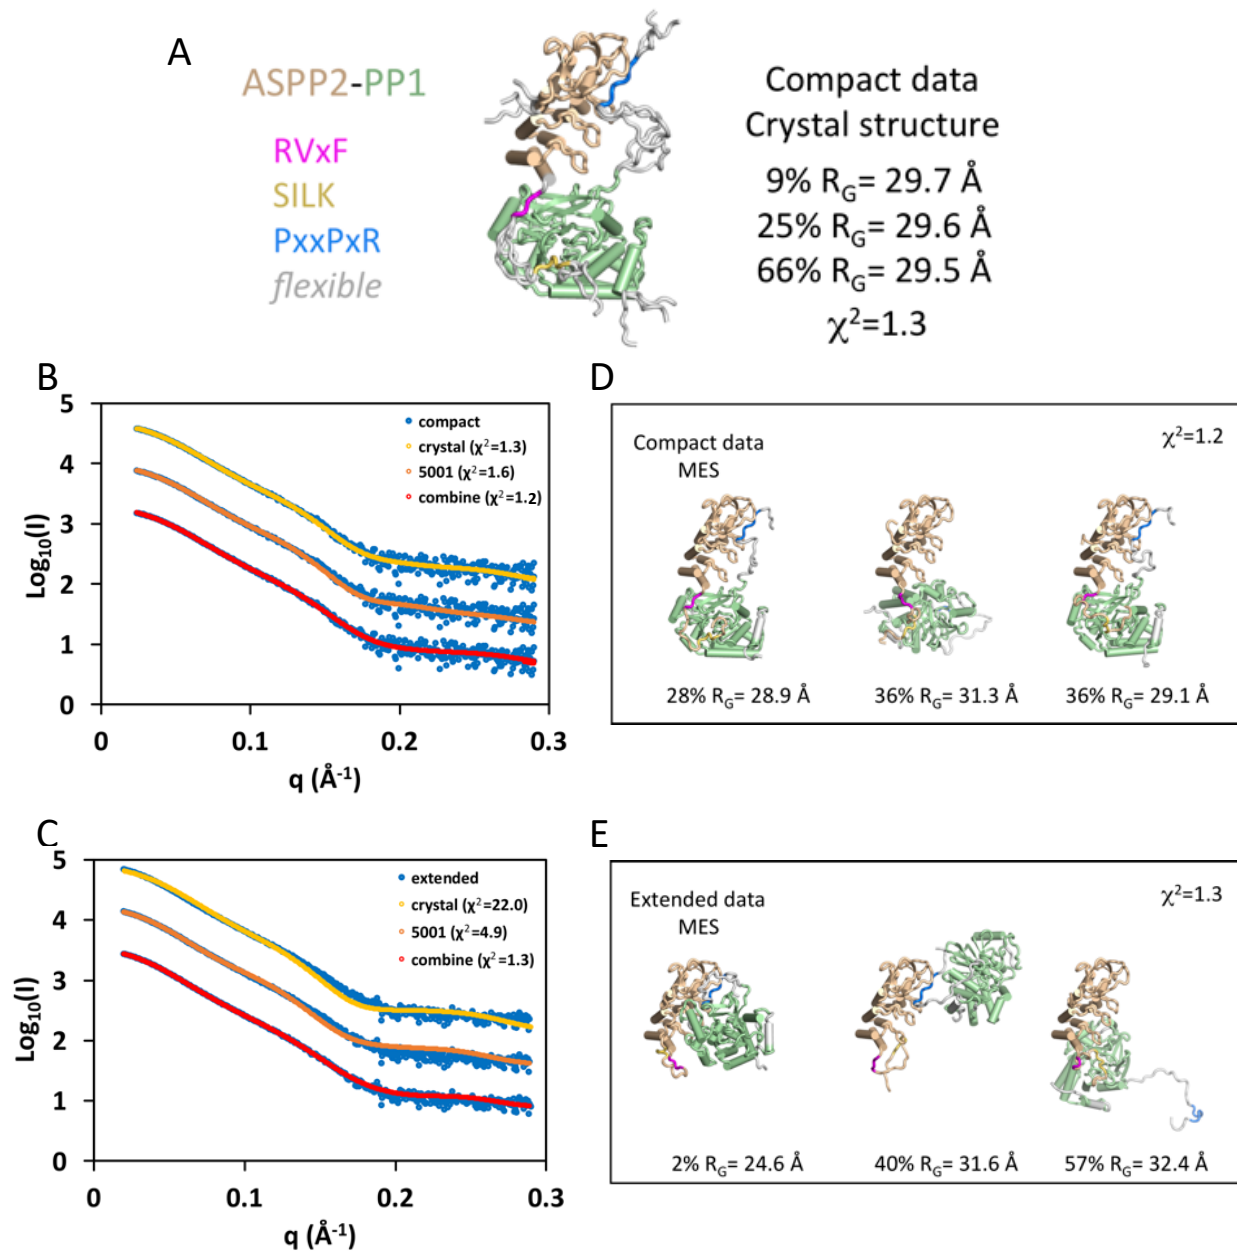 A
ASPP2-PP1
RVxF
SILK
PxxPxR
flexible
Compact data
Crystal structure
9% RG= 29.7 Å
25% RG= 29.6 Å
66% RG= 29.5 Å
χ²=1.3
B
5
4
3
2
1
0
Log10(I)
compact
crystal (χ²=1.3)
5001 (χ²=1.6)
combine (χ²=1.2)
0
0.1
0.2
0.3
q (Å-1)
D
Compact data
MES
χ²=1.2
28% RG= 28.9 Å
36% RG= 31.3 Å
36% RG= 29.1 Å
C
5
4
3
2
1
0
Log10(I)
extended
crystal (χ²=22.0)
5001 (χ²=4.9)
combine (χ²=1.3)
0
0.1
0.2
0.3
q (Å-1)
E
Extended data
MES
χ²=1.3
2% RG= 24.6 Å
40% RG= 31.6 Å
57% RG= 32.4 Å